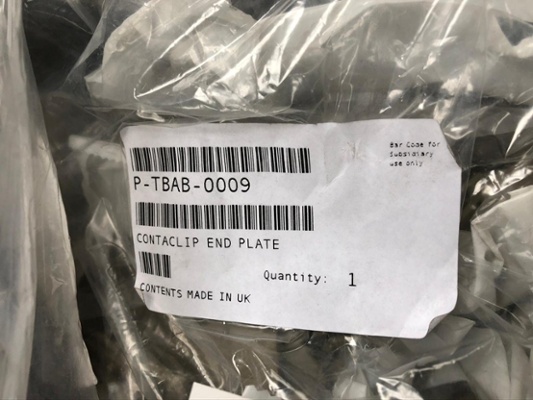 Bar Code for
Subsidiary
use only
P-TBAB-0009
CONTACLIP END PLATE
Quantity: 1
CONTENTS MADE IN UK